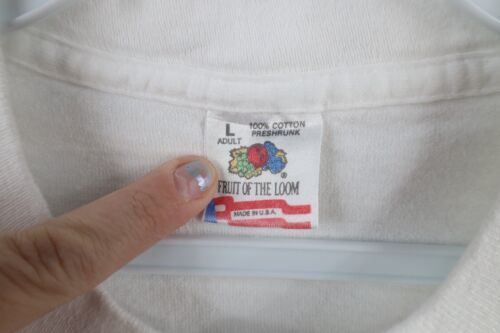 L
ADULT
100% COTTON
PRESHRUNK
®
FRUIT OF THE LOOM
MADE IN U.S.A.